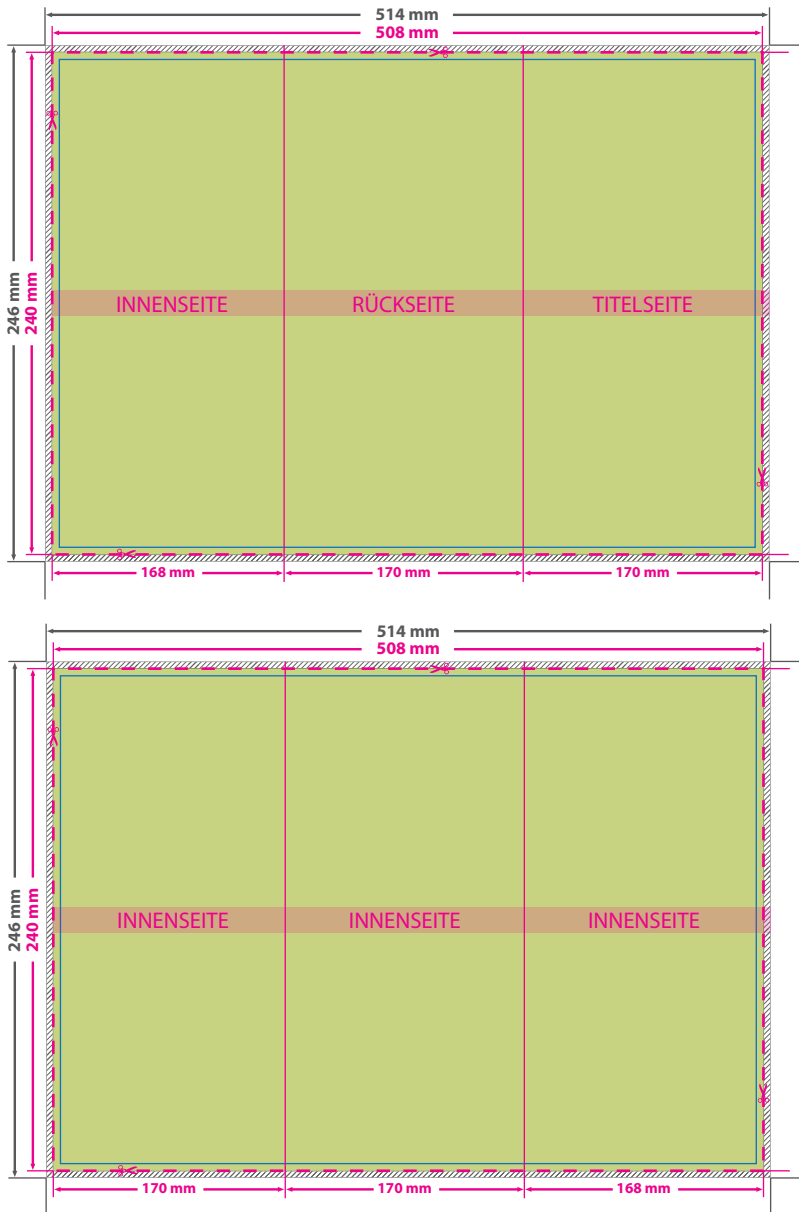 514 mm
508 mm
246 mm
240 mm
INNENSEITE RÜCKSEITE TITELSEITE
168 mm 170 mm 170 mm
514 mm
508 mm
246 mm
240 mm
INNENSEITE INNENSEITE INNENSEITE
170 mm 170 mm 168 mm